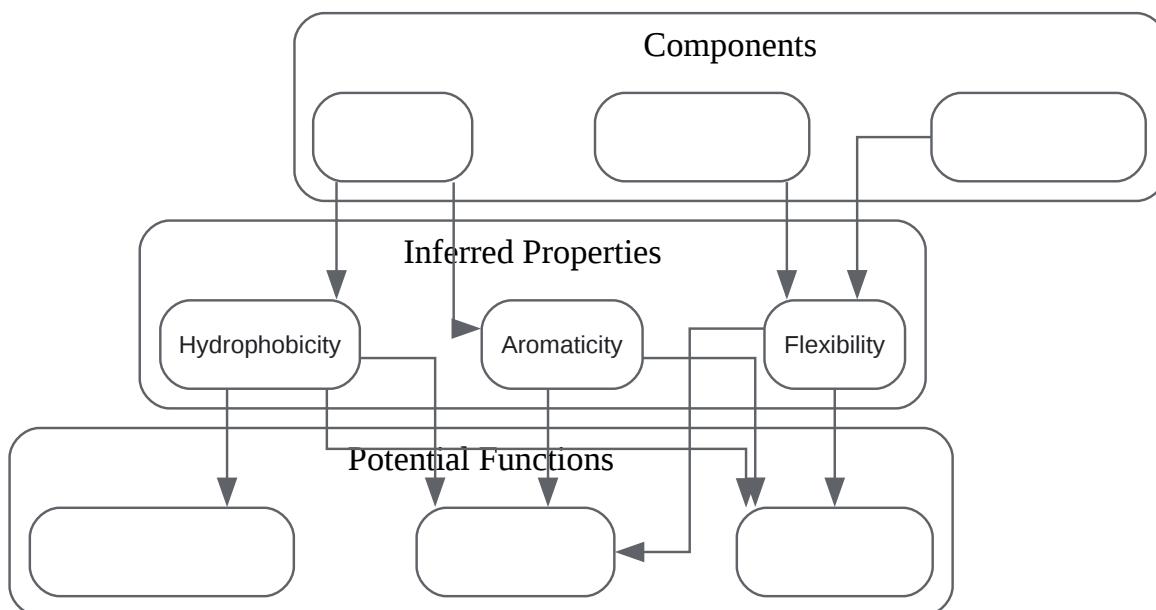 Components
Inferred Properties
Hydrophobicity
Aromaticity
Flexibility
Potential Functions